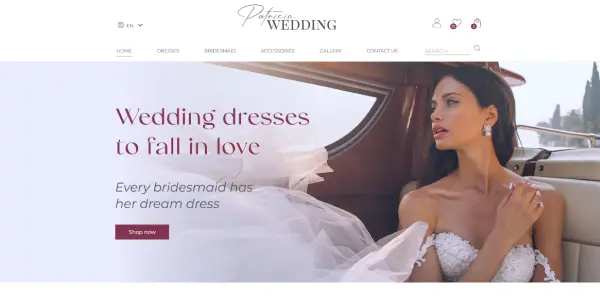 Patricia
WEDDING
EN
HOME
DRESSES
BRIDESMAID
ACCESSORIES
GALLERY
CONTACT US
SEARCH
Wedding dresses
to fall in love
Every bridesmaid has
her dream dress
Shop now